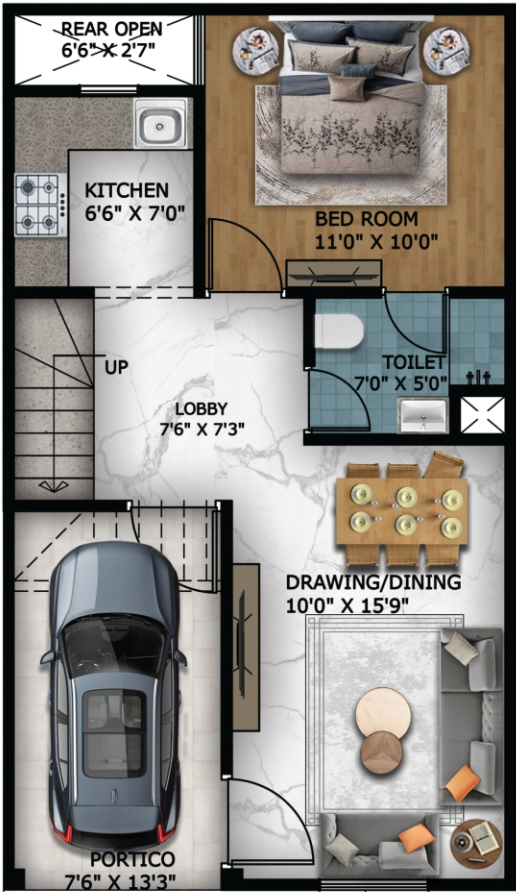 REAR OPEN
6'6" X 2'7"
KITCHEN
6'6" X 7'0"
BED ROOM
11'0" X 10'0"
UP
TOILET
7'0" X 5'0"
LOBBY
7'6" X 7'3"
DRAWING/DINING
10'0" X 15'9"
PORTICO
7'6" X 13'3"